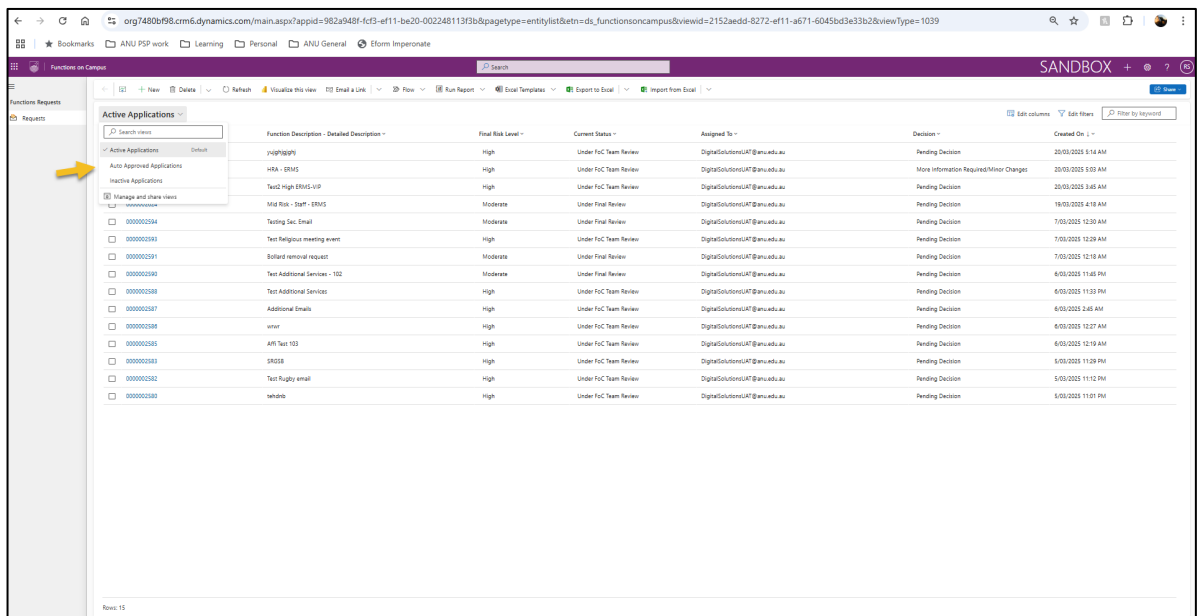 org7480bf98.crm6.dynamics.com/main.aspx?appid=982a948f-fcf3-ef11-be20-002248113f3b&pagetype=entitylist&etn=ds_functionsoncampus&viewid=2152aedd-8272-ef11-a671-6045bd3e33b2&viewType=1039
Bookmarks ANU PSP work Learning Personal ANU General Eform Imperonate
Functions on Campus Search SANDBOX + ? RS
New Delete Refresh Visualize this view Email a Link Flow Run Report Excel Templates Export to Excel Import from Excel Share
Functions Requests
Requests
Active Applications Edit columns Edit filters Filter by keyword
Search views
Active Applications Default
Auto Approved Applications
Inactive Applications
Manage and share views
Function Description - Detailed Description Final Risk Level Current Status Assigned To Decision Created On
yujghjgjghj High Under FoC Team Review DigitalSolutionsUAT@anu.edu.au Pending Decision 20/03/2025 5:14 AM
HRA - ERMS High Under FoC Team Review DigitalSolutionsUAT@anu.edu.au More Information Required/Minor Changes 20/03/2025 5:03 AM
Test2 High ERMS-VIP High Under FoC Team Review DigitalSolutionsUAT@anu.edu.au Pending Decision 20/03/2025 3:45 AM
Mid Risk - Staff - ERMS Moderate Under Final Review DigitalSolutionsUAT@anu.edu.au Pending Decision 19/03/2025 4:18 AM
0000002594 Testing Sec. Email Moderate Under Final Review DigitalSolutionsUAT@anu.edu.au Pending Decision 7/03/2025 12:30 AM
0000002593 Test Religious meeting event High Under FoC Team Review DigitalSolutionsUAT@anu.edu.au Pending Decision 7/03/2025 12:29 AM
0000002591 Bollard removal request Moderate Under Final Review DigitalSolutionsUAT@anu.edu.au Pending Decision 7/03/2025 12:18 AM
0000002590 Test Additional Services - 102 Moderate Under Final Review DigitalSolutionsUAT@anu.edu.au Pending Decision 6/03/2025 11:45 PM
0000002588 Test Additional Services High Under FoC Team Review DigitalSolutionsUAT@anu.edu.au Pending Decision 6/03/2025 11:33 PM
0000002587 Additional Emails High Under FoC Team Review DigitalSolutionsUAT@anu.edu.au Pending Decision 6/03/2025 2:45 AM
0000002586 wrwr High Under FoC Team Review DigitalSolutionsUAT@anu.edu.au Pending Decision 6/03/2025 12:27 AM
0000002585 Affi Test 103 High Under FoC Team Review DigitalSolutionsUAT@anu.edu.au Pending Decision 6/03/2025 12:19 AM
0000002583 SRGSB High Under FoC Team Review DigitalSolutionsUAT@anu.edu.au Pending Decision 5/03/2025 11:29 PM
0000002582 Test Rugby email High Under FoC Team Review DigitalSolutionsUAT@anu.edu.au Pending Decision 5/03/2025 11:12 PM
0000002580 tehdnb High Under FoC Team Review DigitalSolutionsUAT@anu.edu.au Pending Decision 5/03/2025 11:01 PM
Rows: 15